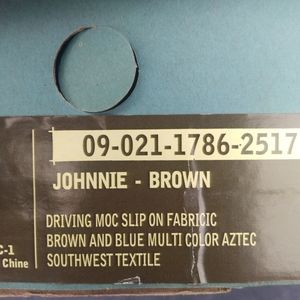 09-021-1786-2517
JOHNNIE - BROWN
DRIVING MOC SLIP ON FABRICIC
C-1
BROWN AND BLUE MULTI COLOR AZTEC
Chine
SOUTHWEST TEXTILE